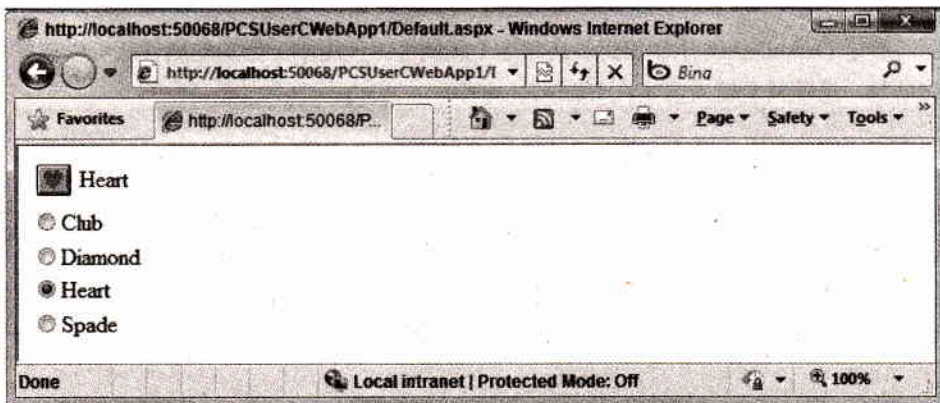 http://localhost:50068/PCSUserCWebApp1/Default.aspx - Windows Internet Explorer
http://localhost:50068/PCSUserCWebApp1/ Bing
Favorites http://localhost:50068/P... Page Safety Tools »
Heart
Club
Diamond
Heart
Spade
Done Local intranet | Protected Mode: Off 100%